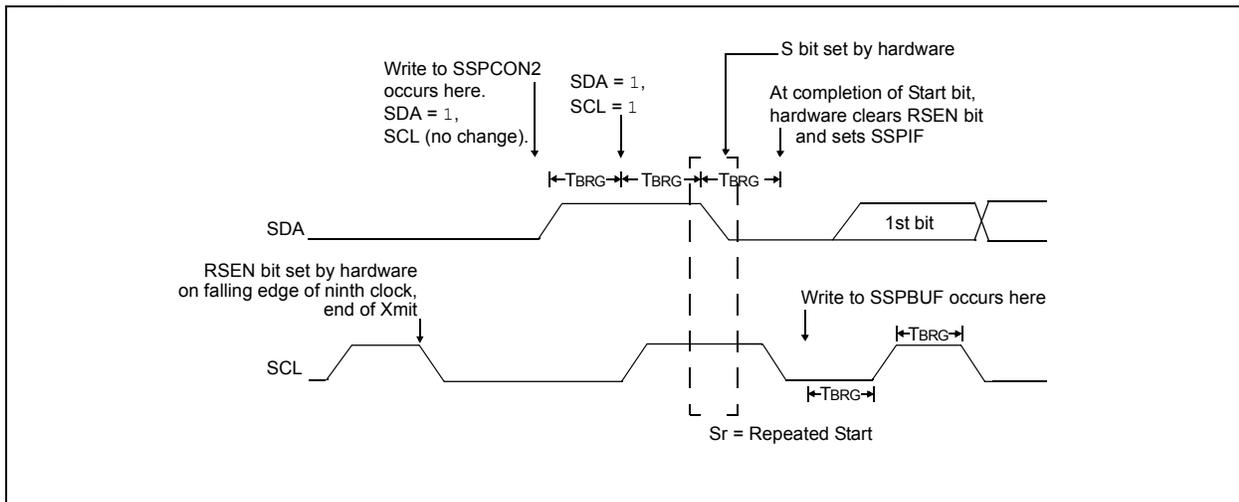 S bit set by hardware
Write to SSPCON2
occurs here.
SDA = 1,
SCL (no change).
SDA = 1,
SCL = 1
At completion of Start bit,
hardware clears RSEN bit
and sets SSPIF
TBRG
TBRG
TBRG
SDA
1st bit
RSEN bit set by hardware
on falling edge of ninth clock,
end of Xmit
Write to SSPBUF occurs here
TBRG
SCL
TBRG
Sr = Repeated Start